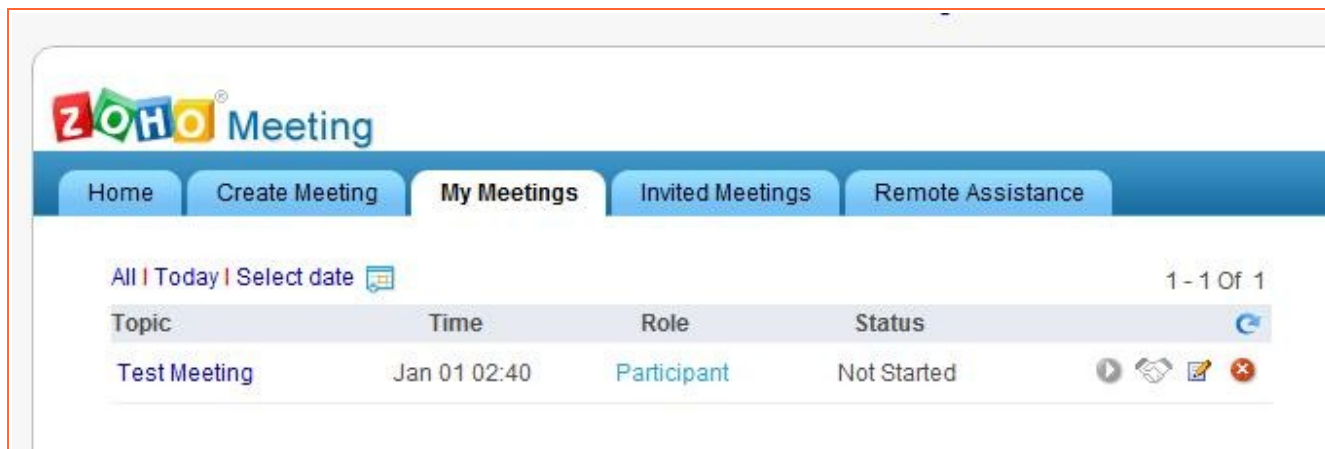 ZOHO® Meeting
Home Create Meeting My Meetings Invited Meetings Remote Assistance
All | Today | Select date 1 - 1 Of 1
Topic Time Role Status
Test Meeting Jan 01 02:40 Participant Not Started